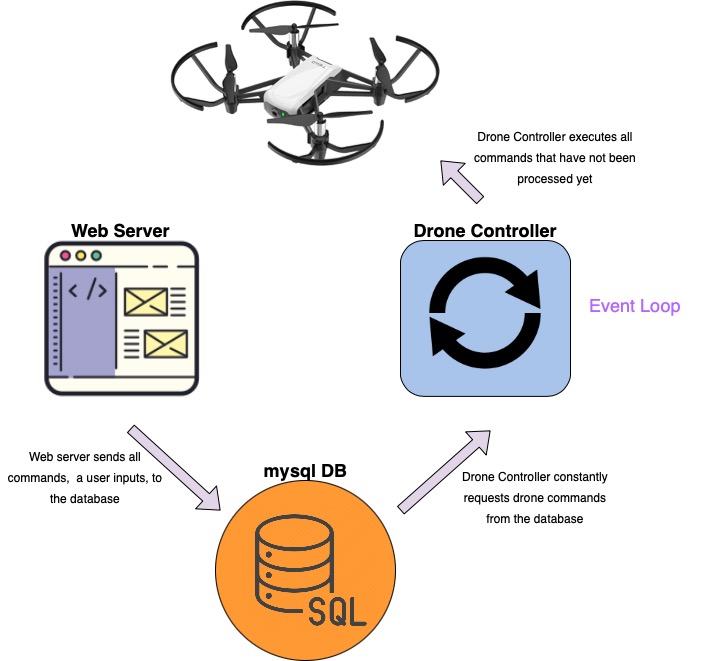 TELLO
Drone Controller executes all
commands that have not been
processed yet
Web Server
Drone Controller
</>
Event Loop
Web server sends all
commands, a user inputs, to
the database
mysql DB
Drone Controller constantly
requests drone commands
from the database
SQL